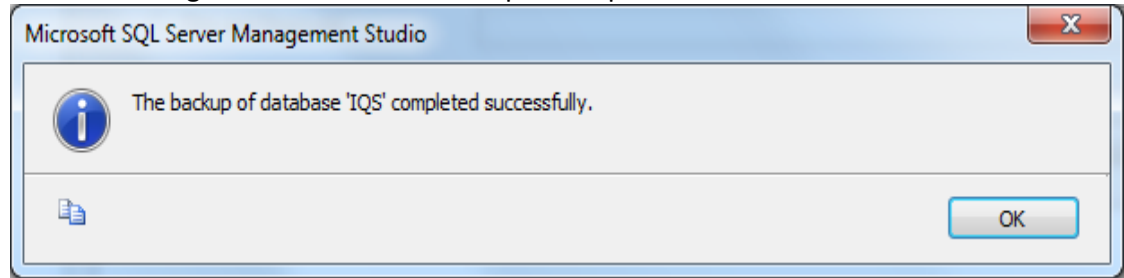 Microsoft SQL Server Management Studio
The backup of database 'IQS' completed successfully.
OK